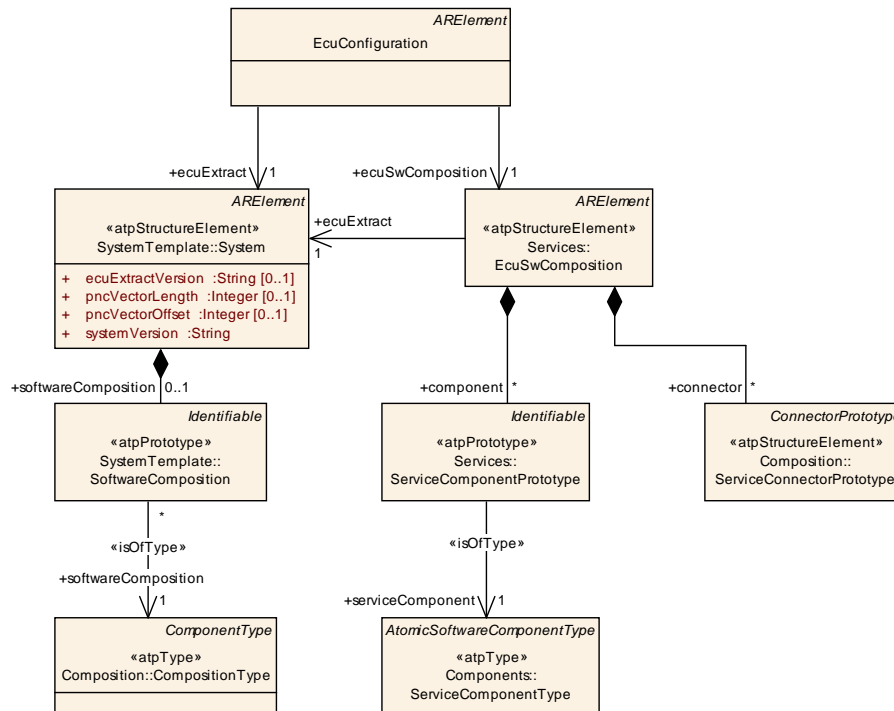 ARElement
EcuConfiguration
+ecuExtract 1
+ecuSwComposition 1
ARElement
«atpStructureElement»
SystemTemplate::System
+ ecuExtractVersion :String [0..1]
+ pncVectorLength :Integer [0..1]
+ pncVectorOffset :Integer [0..1]
+ systemVersion :String
+ecuExtract
1
ARElement
«atpStructureElement»
Services::
EcuSwComposition
+softwareComposition 0..1
+component *
+connector *
Identifiable
«atpPrototype»
SystemTemplate::
SoftwareComposition
Identifiable
«atpPrototype»
Services::
ServiceComponentPrototype
ConnectorPrototype
«atpStructureElement»
Composition::
ServiceConnectorPrototype
*
«isOfType»
+softwareComposition
1
«isOfType»
+serviceComponent 1
ComponentType
«atpType»
Composition::CompositionType
AtomicSoftwareComponentType
«atpType»
Components::
ServiceComponentType